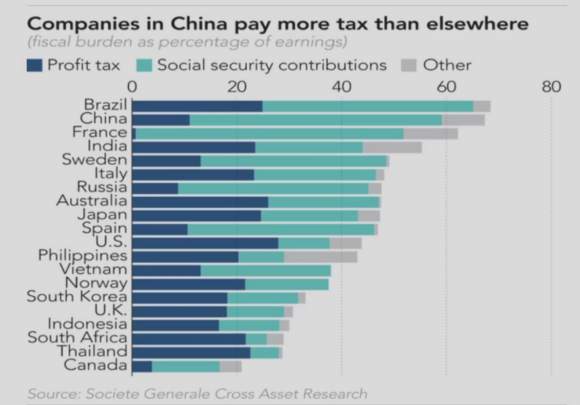 Companies in China pay more tax than elsewhere
(fiscal burden as percentage of earnings)
Profit tax Social security contributions Other
0 20 40 60 80
Brazil
China
France
India
Sweden
Italy
Russia
Australia
Japan
Spain
U.S.
Philippines
Vietnam
Norway
South Korea
U.K.
Indonesia
South Africa
Thailand
Canada
Source: Societe Generale Cross Asset Research